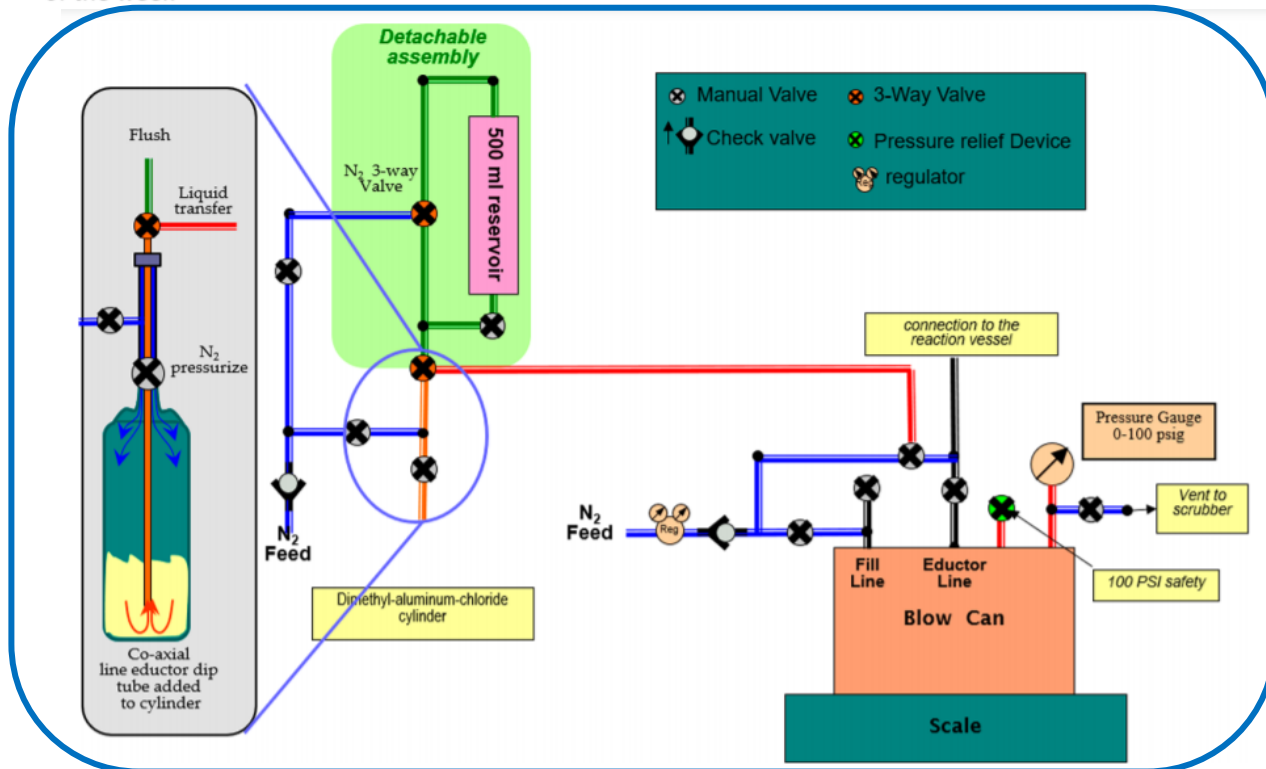 Detachable
assembly
Flush
Liquid
transfer
N₂ 3-way
Valve
500 ml reservoir
N₂
pressurize
Co-axial
line eductor dip
tube added
to cylinder
N₂
Feed
Dimethyl-aluminum-chloride
cylinder
Manual Valve
3-Way Valve
Check valve
Pressure relief Device
Reg
regulator
connection to the
reaction vessel
Pressure Gauge
0-100 psig
Vent to
scrubber
100 PSI safety
N₂
Feed
Reg
Fill
Line
Eductor
Line
Blow Can
Scale